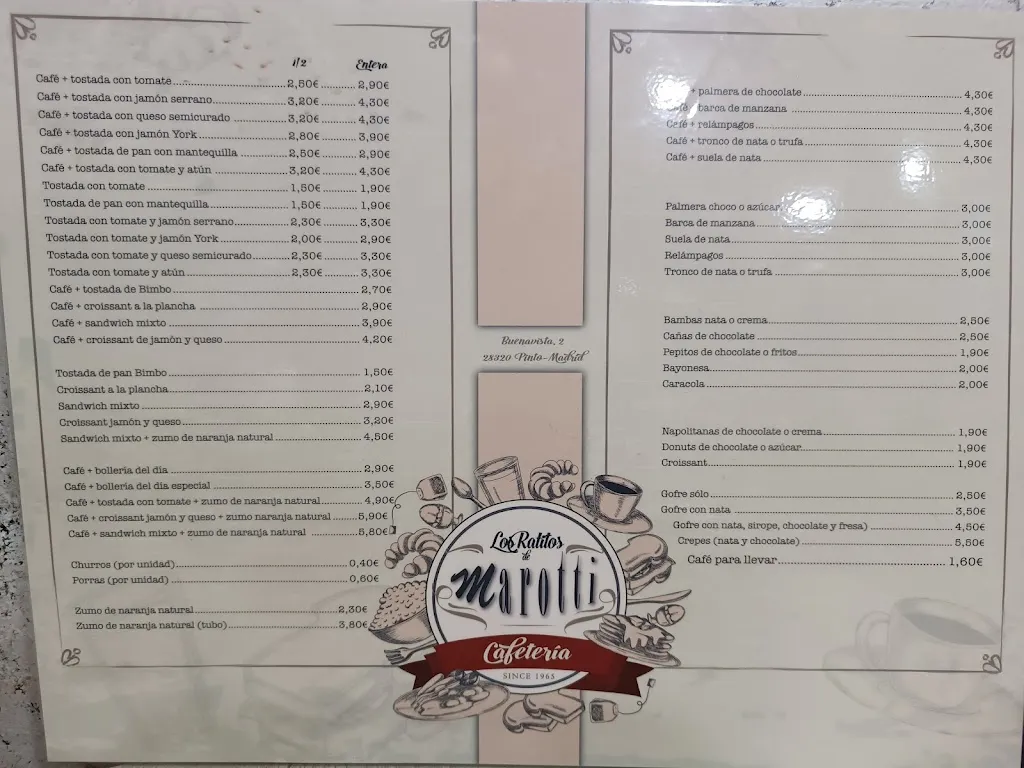 1/2 Entera
Café + tostada con tomate 2,80€ 2,90€
Café + tostada con jamón serrano 3,20€ 4,30€
Café + tostada con queso semicurado 3,20€ 4,30€
Café + tostada con jamón York 2,80€ 3,90€
Café + tostada de pan con mantequilla 2,50€ 2,90€
Café + tostada con tomate y atún 3,20€ 4,30€
Tostada con tomate 1,50€ 1,90€
Tostada de pan con mantequilla 1,50€ 1,90€
Tostada con tomate y jamón serrano 2,30€ 3,30€
Tostada con tomate y jamón York 2,00€ 2,90€
Tostada con tomate y queso semicurado 2,30€ 3,30€
Tostada con tomate y atún 2,30€ 3,30€
Café + tostada de Bimbo 2,70€
Café + croissant a la plancha 2,90€
Café + sandwich mixto 3,90€
Café + croissant de jamón y queso 4,20€
Tostada de pan Bimbo 1,50€
Croissant a la plancha 2,10€
Sandwich mixto 2,90€
Croissant jamón y queso 3,20€
Sandwich mixto + zumo de naranja natural 4,50€
Café + bollería del día 2,90€
Café + bollería del día especial 3,50€
Café + tostada con tomate + zumo de naranja natural 4,90€
Café + croissant jamón y queso + zumo de naranja natural 5,90€
Café + sandwich mixto + zumo de naranja natural 5,80€
Churros (por unidad) 0,40€
Porras (por unidad) 0,60€
Zumo de naranja natural 2,30€
Zumo de naranja natural (tubo) 3,80€
Buenavista, 2
28320 Pinto-Madrid
Los Ratitos
de
Marotti
Cafetería
SINCE 1965
+ palmera de chocolate 4,30€
Café + barca de manzana 4,30€
Café + relámpagos 4,30€
Café + tronco de nata o trufa 4,30€
Café + suela de nata 4,30€
Palmera choco o azúcar 3,00€
Barca de manzana 3,00€
Suela de nata 3,00€
Relámpagos 3,00€
Tronco de nata o trufa 3,00€
Bambas nata o crema 2,50€
Cañas de chocolate 2,50€
Pepitos de chocolate o fritos 1,90€
Bayonesa 2,00€
Caracola 2,00€
Napolitanas de chocolate o crema 1,90€
Donuts de chocolate o azúcar 1,90€
Croissant 1,90€
Gofre sólo 2,50€
Gofre con nata 3,50€
Gofre con nata, sirope, chocolate y fresa) 4,50€
Crepes (nata y chocolate) 5,50€
Café para llevar 1,60€